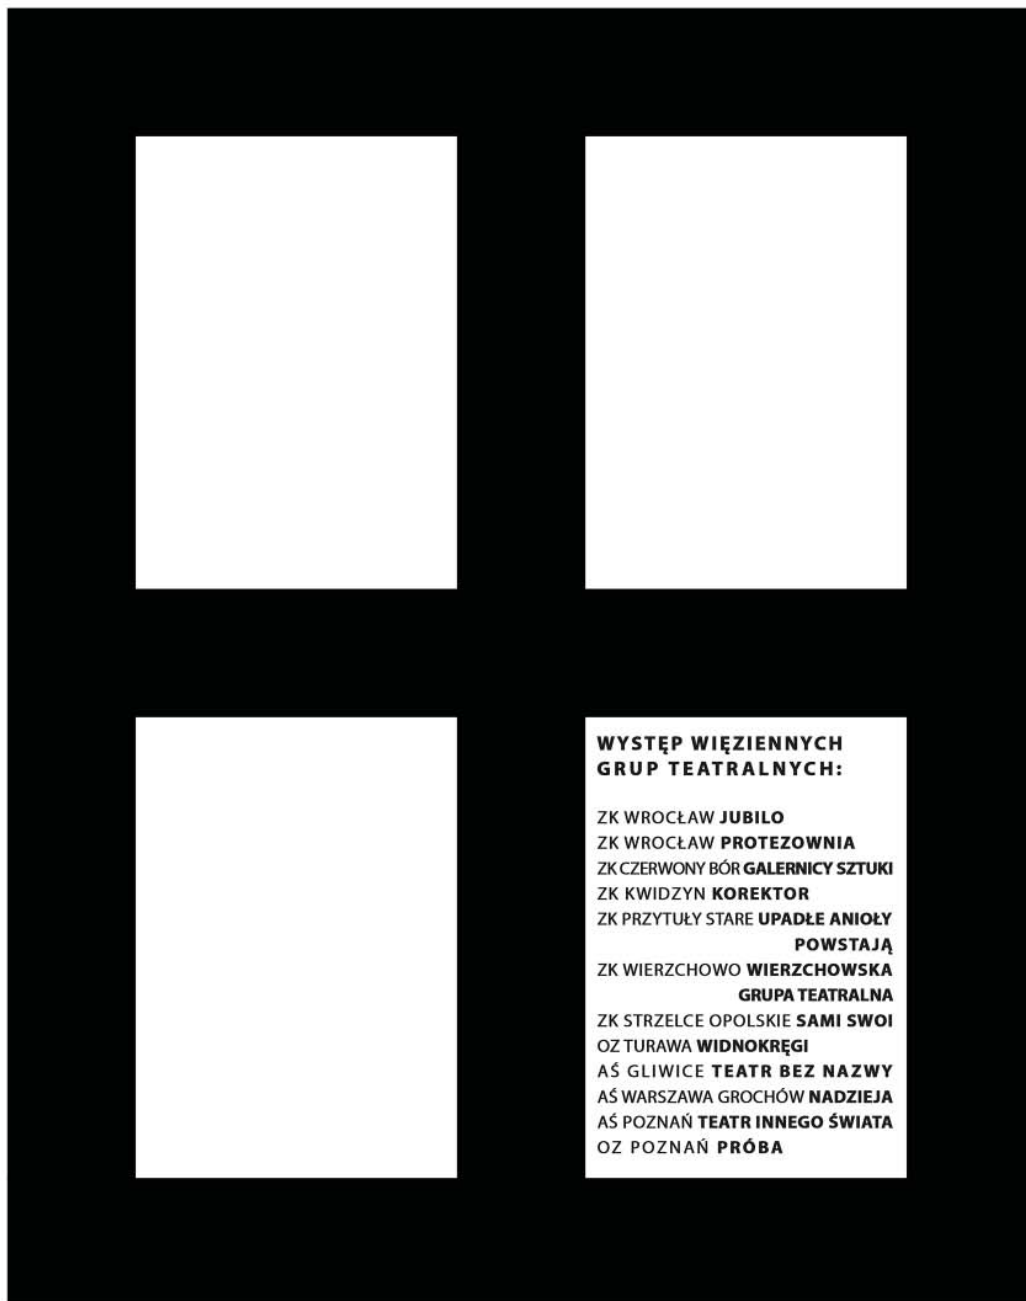 WYSTĘP WIĘZIENNYCH
GRUP TEATRALNYCH:
ZK WROCŁAW JUBILO
ZK WROCŁAW PROTEZOWNIA
ZK CZERWONY BÓR GALERNICY SZTUKI
ZK KWIDZYN KOREKTOR
ZK PRZYTUŁY STARE UPADŁE ANIOŁY
POWSTAJĄ
ZK WIERZCHOWO WIERZCHOWSKA
GRUPA TEATRALNA
ZK STRZELCE OPOLSKIE SAMI SWOI
OZ TURAWA WIDNOKRĘGI
AŚ GLIWICE TEATR BEZ NAZWY
AŚ WARSZAWA GROCHÓW NADZIEJA
AŚ POZNAŃ TEATR INNEGO ŚWIATA
OZ POZNAŃ PRÓBA